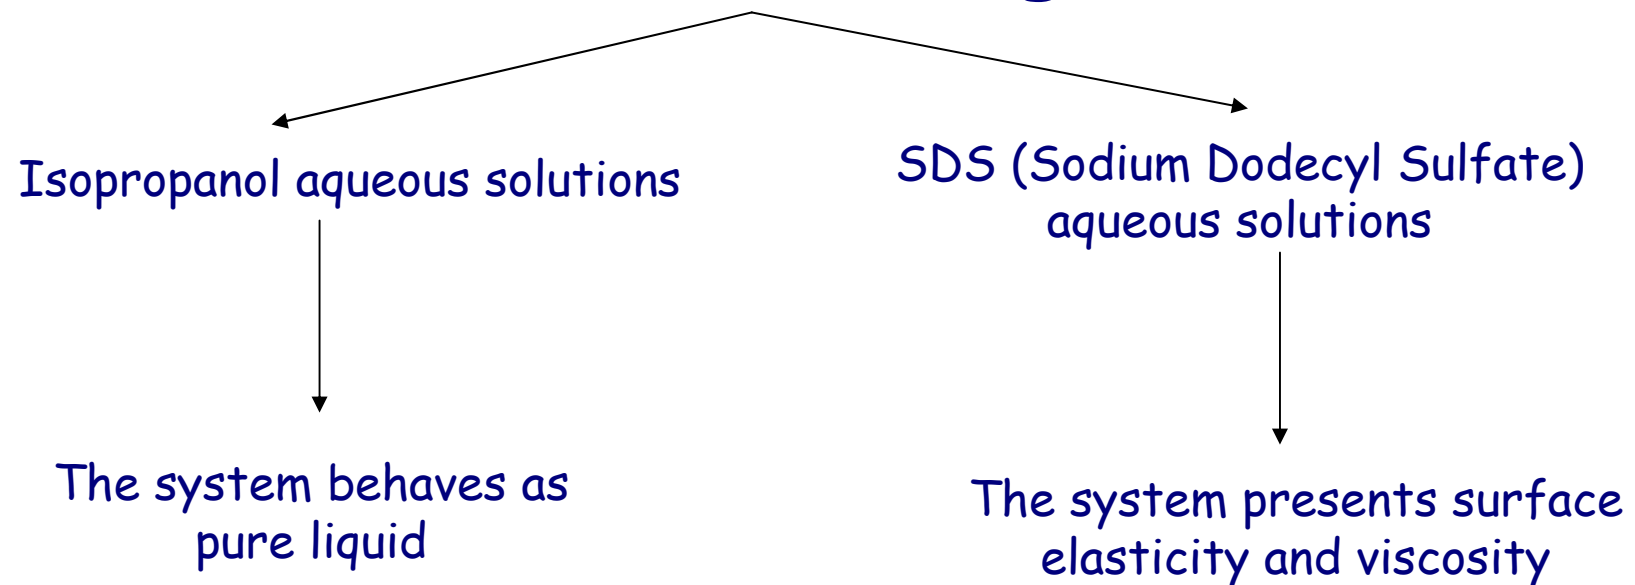 Isopropanol aqueous solutions
SDS (Sodium Dodecyl Sulfate)
aqueous solutions
The system behaves as
pure liquid
The system presents surface
elasticity and viscosity